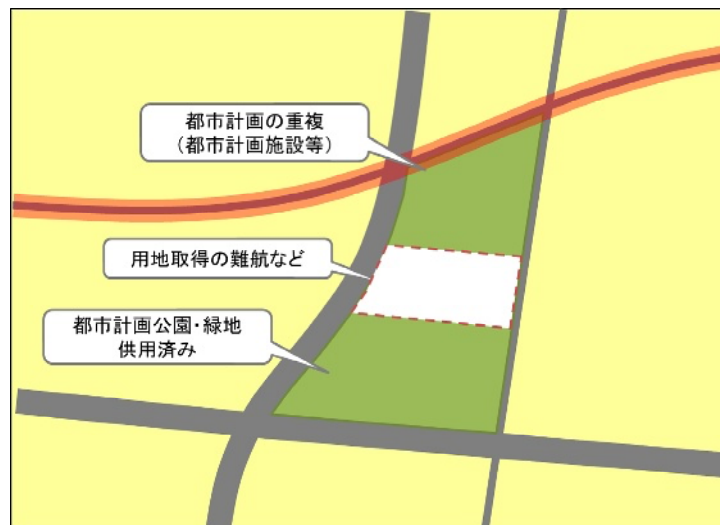 都市計画の重複
（都市計画施設等）
用地取得の難航など
都市計画公園・緑地
供用済み